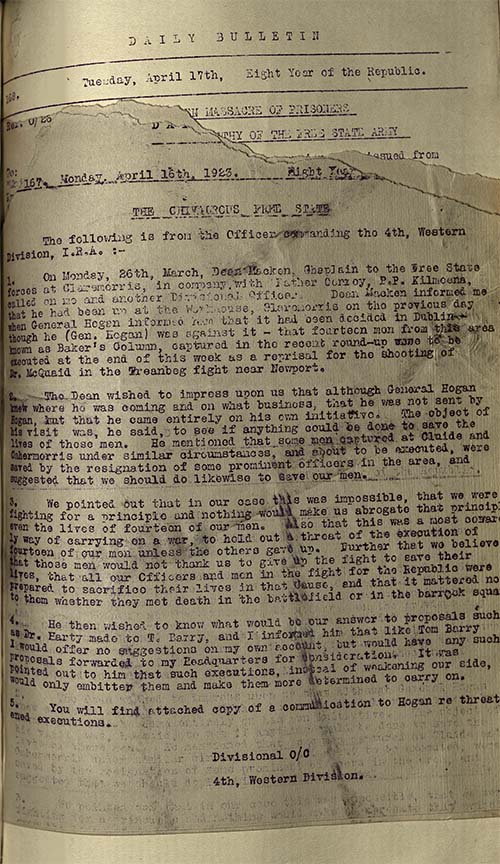 DAILY BULLETIN
168. Tuesday, April 17th, Eight Year of the Republic.
MASSACRE OF PRISONERS
OF THE FREE STATE ARMY
issued from
167. Monday, April 16th, 1923. Eight Year
THE CHIVAGROUS FREE STATE
The following is from the Officer commanding the 4th, Western
Division, I.R.A. :-
1. On Monday, 26th, March, Dean Macken, Chaplain to the Free State
forces at Claremorris, in company with Father Conroy, P.P. Kilmeena,
called on me and another Divisional Officer. Dean Macken informed me
that he had been up at the Workhouse, Claremorris on the previous day
when General Hogan informed him that it had been decided in Dublin -
though he (Gen. Hogan) was against it - that fourteen men from this area
known as Baker's Column, captured in the recent round-up were to be
executed at the end of this week as a reprisal for the shooting of
Dr. McQuaid in the Treanbeg fight near Newport.
2. The Dean wished to impress upon us that although General Hogan
knew where he was coming and on what business, that he was not sent by
Hogan, but that he came entirely on his own initiative. The object of
his visit was, he said, to see if anything could be done to save the
lives of those men. He mentioned that some men captured at Cluide and
Cahermorris under similar circumstances, and about to be executed, were
saved by the resignation of some prominent officers in the area, and
suggested that we should do likewise to save our men.
3. We pointed out that in our case this was impossible, that we were
fighting for a principle and nothing would make us abrogate that princip
even the lives of fourteen of our men. Also that this was a most coward
ly way of carrying on a war, to hold out a threat of the execution of
fourteen of our men unless the others gave up. Further that we believe
that those men would not thank us to give up the fight to save their
lives, that all our Officers and men in the fight for the Republic were
prepared to sacrifice their lives in that cause, and that it mattered no
to them whether they met death in the battlefield or in the barrack squa
4. He then wished to know what would be our answer to proposals such
as Dr. Harty made to T. Barry, and I informed him that like Tom Barry
I would offer no suggestions on my own account, but would have any such
proposals forwarded to my Headquarters for consideration. It was
pointed out to him that such executions, instead of weakening our side,
would only embitter them and make them more determined to carry on.
5. You will find attached copy of a communication to Hogan re threat
ened executions.
Divisional O/C
4th, Western Division.